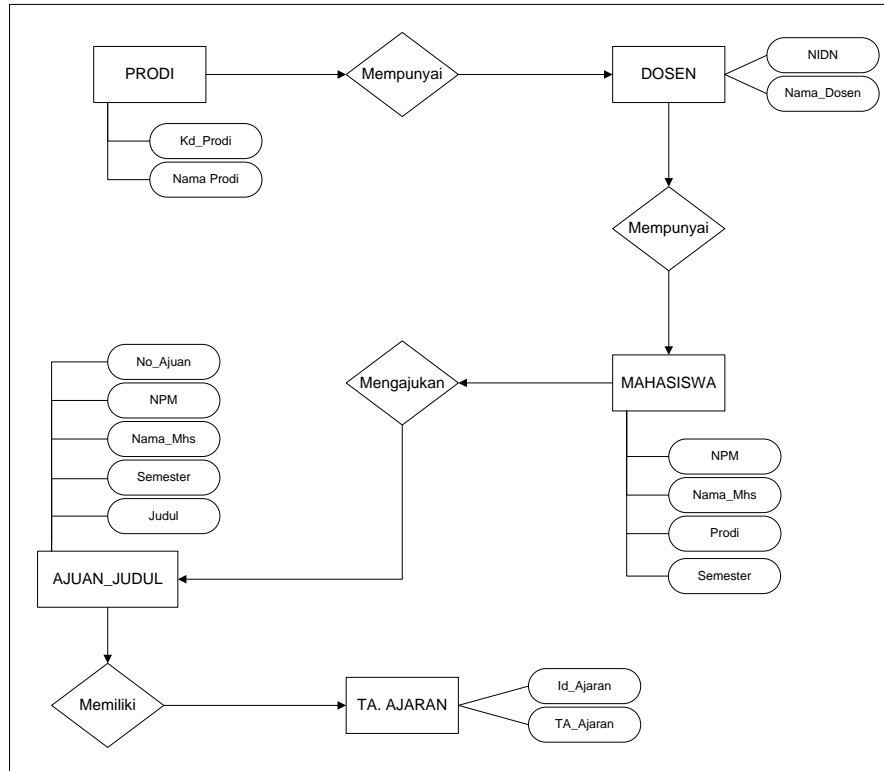 PRODI
Mempunyai
DOSEN
NIDN
Nama_Dosen
Kd_Prodi
Nama Prodi
Mempunyai
No_Ajuan
NPM
Nama_Mhs
Semester
Judul
Mengajukan
MAHASISWA
NPM
Nama_Mhs
Prodi
Semester
AJUAN_JUDUL
Memiliki
TA. AJARAN
Id_Ajaran
TA_Ajaran